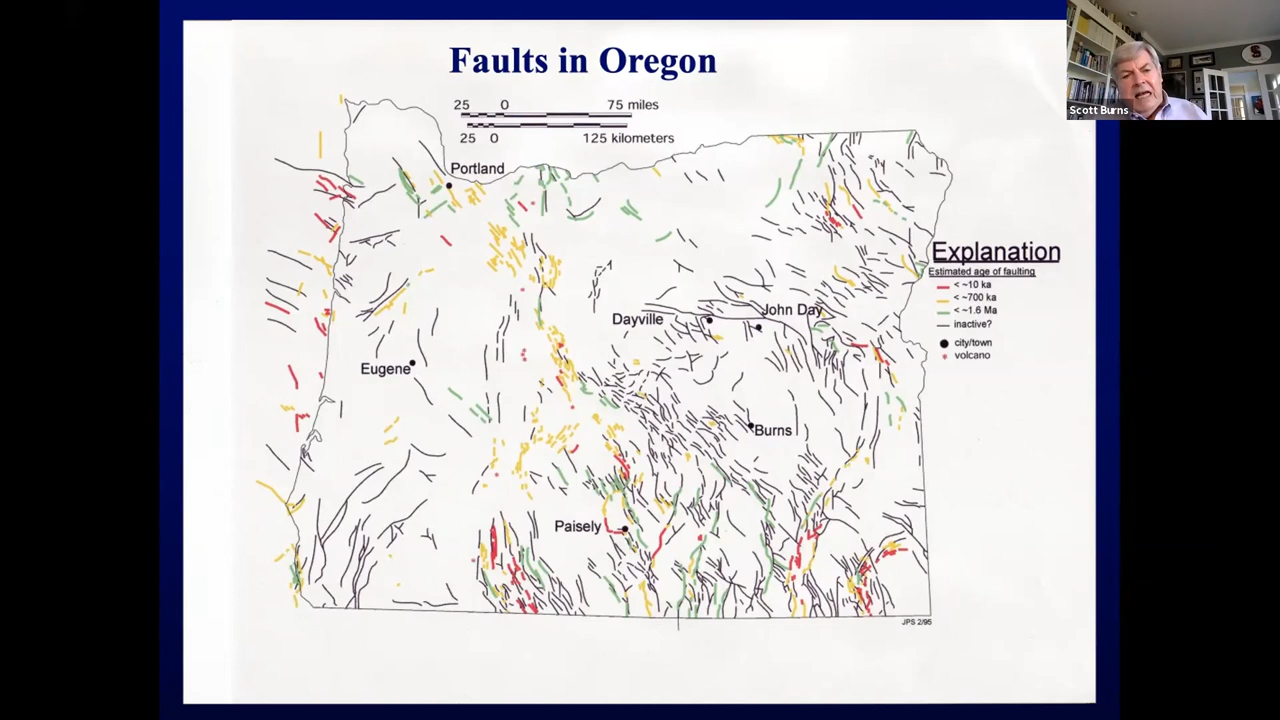 Faults in Oregon
Scott Burns
25 0 75 miles
25 0 125 kilometers
Portland
Explanation
Estimated age of faulting
< ~10 ka
< ~700 ka
< ~1.6 Ma
inactive?
city/town
volcano
John Day
Dayville
Eugene
Burns
Paisely
JPS 2/95